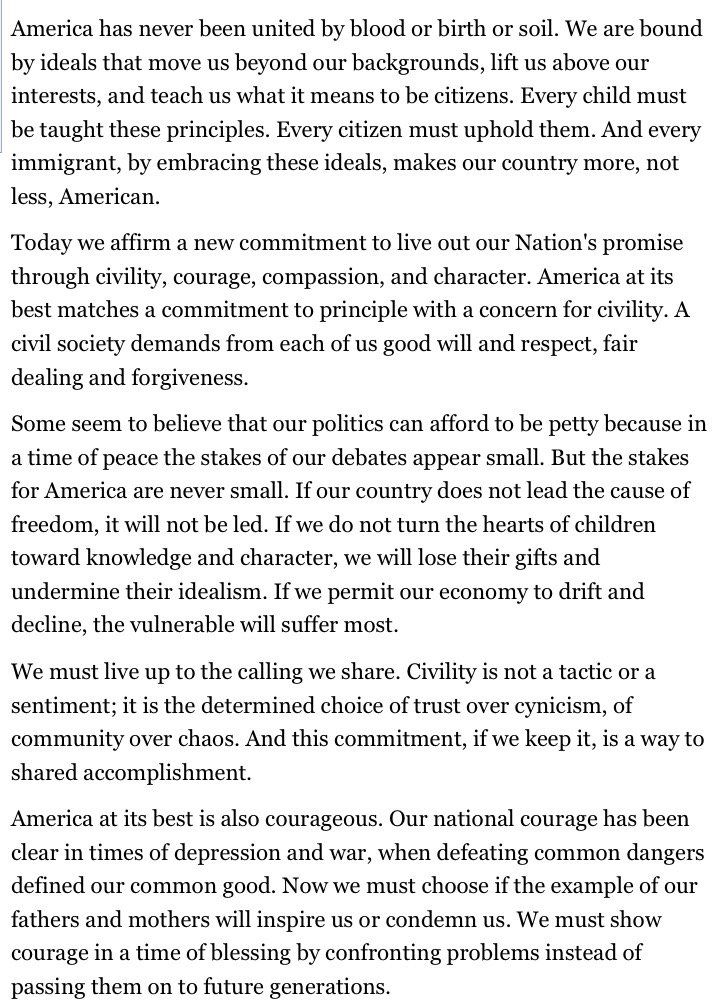 America has never been united by blood or birth or soil. We are bound
by ideals that move us beyond our backgrounds, lift us above our
interests, and teach us what it means to be citizens. Every child must
be taught these principles. Every citizen must uphold them. And every
immigrant, by embracing these ideals, makes our country more, not
less, American.
Today we affirm a new commitment to live out our Nation's promise
through civility, courage, compassion, and character. America at its
best matches a commitment to principle with a concern for civility. A
civil society demands from each of us good will and respect, fair
dealing and forgiveness.
Some seem to believe that our politics can afford to be petty because in
a time of peace the stakes of our debates appear small. But the stakes
for America are never small. If our country does not lead the cause of
freedom, it will not be led. If we do not turn the hearts of children
toward knowledge and character, we will lose their gifts and
undermine their idealism. If we permit our economy to drift and
decline, the vulnerable will suffer most.
We must live up to the calling we share. Civility is not a tactic or a
sentiment; it is the determined choice of trust over cynicism, of
community over chaos. And this commitment, if we keep it, is a way to
shared accomplishment.
America at its best is also courageous. Our national courage has been
clear in times of depression and war, when defeating common dangers
defined our common good. Now we must choose if the example of our
fathers and mothers will inspire us or condemn us. We must show
courage in a time of blessing by confronting problems instead of
passing them on to future generations.